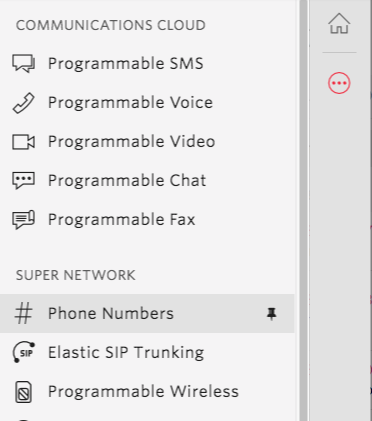 COMMUNICATIONS CLOUD
Programmable SMS
Programmable Voice
Programmable Video
Programmable Chat
Programmable Fax
SUPER NETWORK
# Phone Numbers
SIP Elastic SIP Trunking
Programmable Wireless